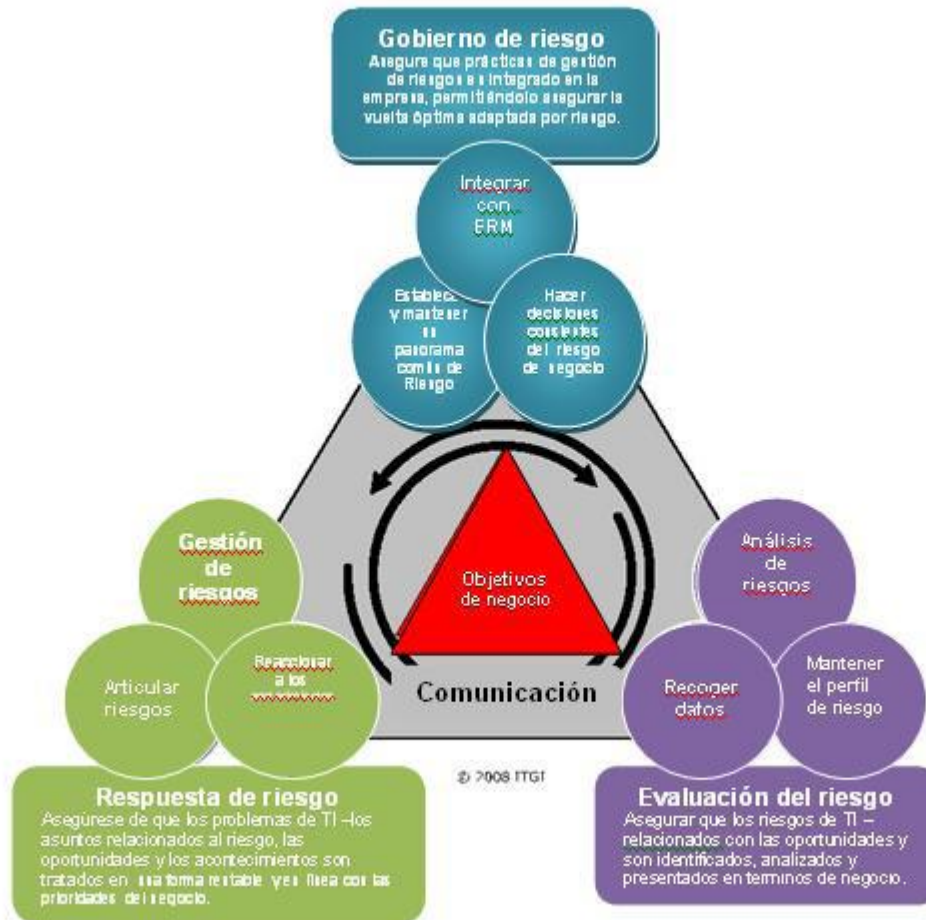 Gobierno de riesgo
Asegure que prácticas de gestión
de riesgos es integrado en la
empresa, permitiéndolo asegurar la
vuelta óptima adaptada por riesgo.
Integrar
con
ERM
Establecer
y mantener
un
panorama
común de
Riesgo
Hacer
decisiones
consientes
del riesgo
de negocio
Gestión
de
riesgos
Articular
riesgos
Reaccionar
a los
Objetivos
de negocio
Comunicación
Análisis
de
riesgos
Recoger
datos
Mantener
el perfil
de riesgo
© 2008 ITGI
Respuesta de riesgo
Asegúrese de que los problemas de TI –los
asuntos relacionados al riesgo, las
oportunidades y los acontecimientos son
tratados en una forma rentable y en línea con las
prioridades del negocio.
Evaluación del riesgo
Asegurar que los riesgos de TI –
relacionados con las oportunidades y
son identificados, analizados y
presentados en terminos de negocio.